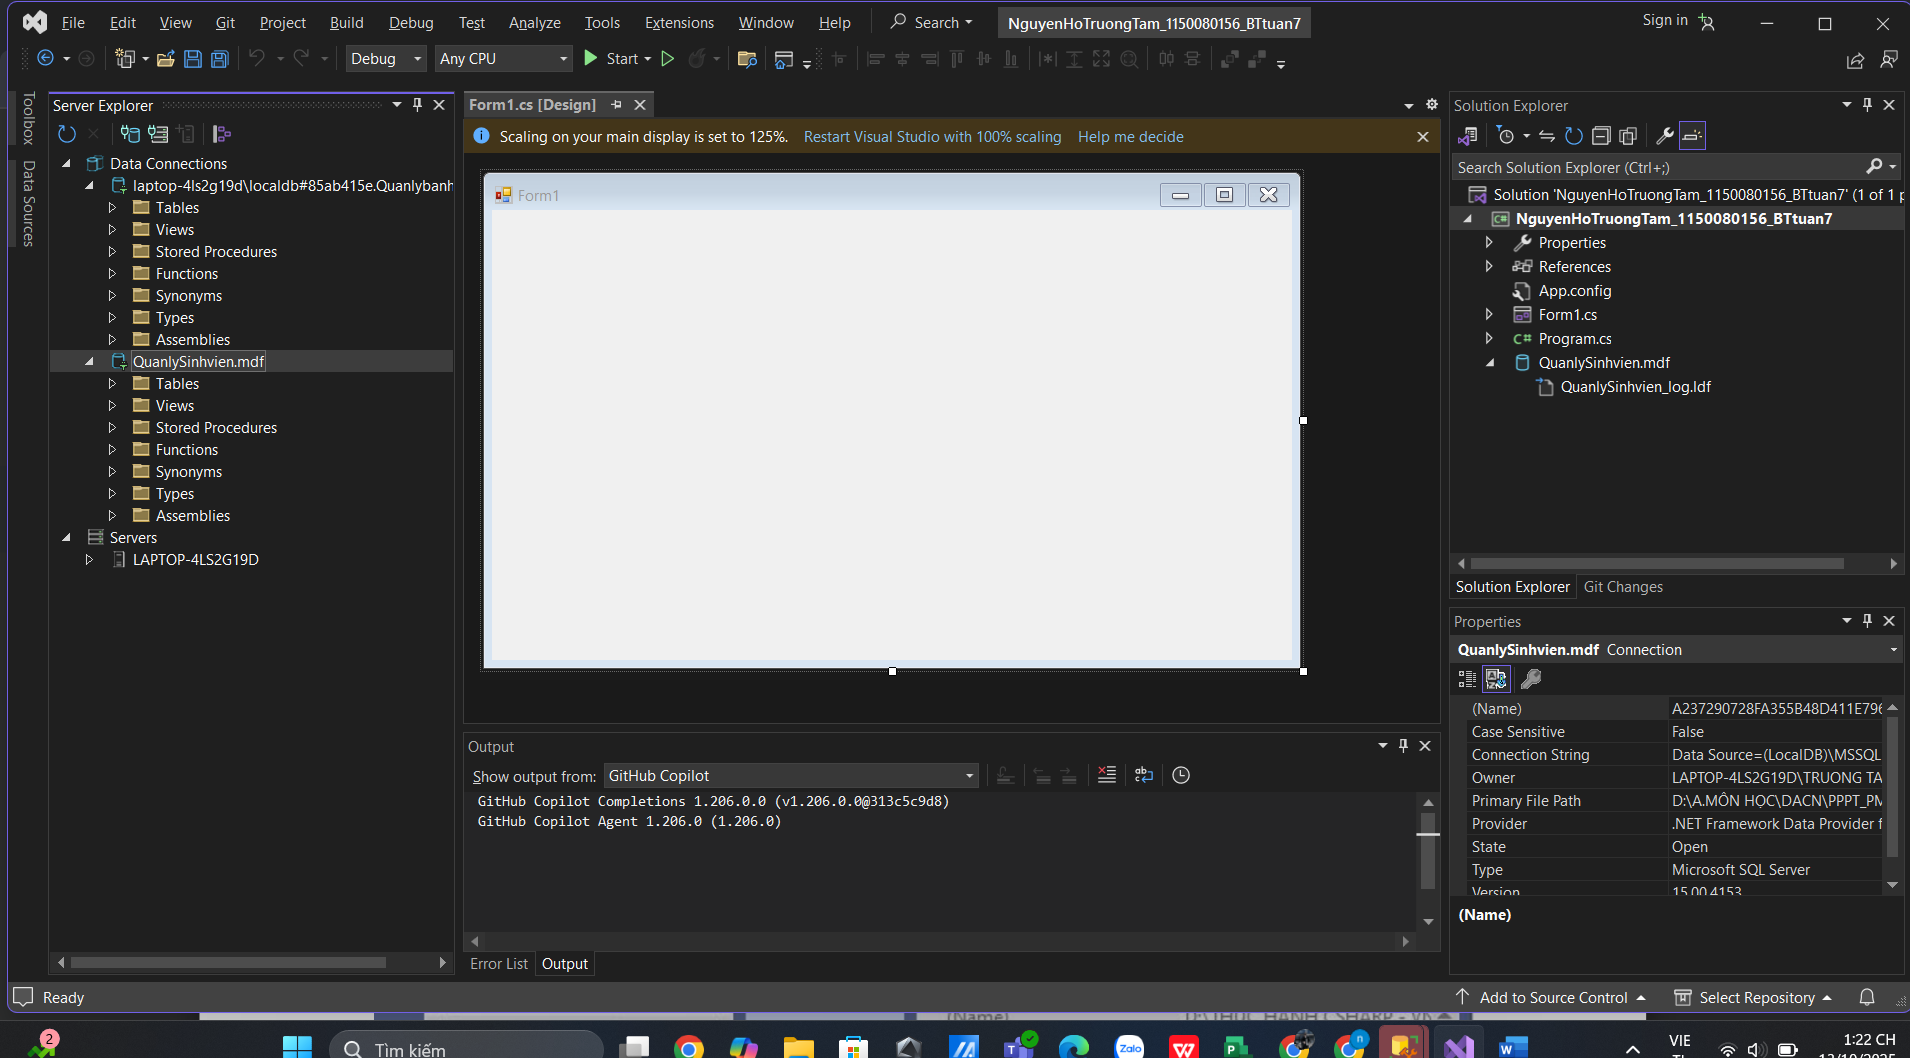 File Edit View Git Project Build Debug Test Analyze Tools Extensions Window Help Search NguyenHoTruongTam_1150080156_BTtuan7 Sign in
Debug Any CPU Start
Toolbox
Data Sources
Server Explorer
Data Connections
laptop-4ls2g19d\localdb#85ab415e.Quanlybanh
Tables
Views
Stored Procedures
Functions
Synonyms
Types
Assemblies
QuanlySinhvien.mdf
Tables
Views
Stored Procedures
Functions
Synonyms
Types
Assemblies
Servers
LAPTOP-4LS2G19D
Form1.cs [Design]
Scaling on your main display is set to 125%. Restart Visual Studio with 100% scaling Help me decide
Form1
Output
Show output from: GitHub Copilot
GitHub Copilot Completions 1.206.0.0 (v1.206.0.0@313c5c9d8)
GitHub Copilot Agent 1.206.0 (1.206.0)
Error List Output
Solution Explorer
Search Solution Explorer (Ctrl+;)
Solution 'NguyenHoTruongTam_1150080156_BTtuan7' (1 of 1 p
NguyenHoTruongTam_1150080156_BTtuan7
Properties
References
App.config
Form1.cs
Program.cs
QuanlySinhvien.mdf
QuanlySinhvien_log.ldf
Solution Explorer Git Changes
Properties
QuanlySinhvien.mdf Connection
(Name) A237290728FA355B48D411E796
Case Sensitive False
Connection String Data Source=(LocalDB)\MSSQL
Owner LAPTOP-4LS2G19D\TRUONG TA
Primary File Path D:\A.MÔN HỌC\DACN\PPPT_PM
Provider .NET Framework Data Provider f
State Open
Type Microsoft SQL Server
Version 15.00.4153
(Name)
Ready Add to Source Control Select Repository
2
Tìm kiếm
Zalo
VIE
1:22 CH